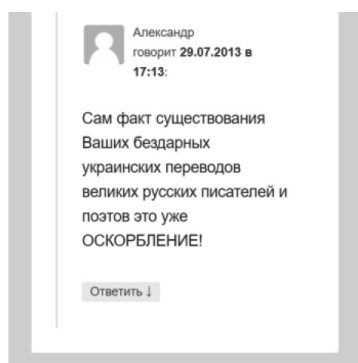 Александр
говорит 29.07.2013 в
17:13:
Сам факт существования
Ваших бездарных
украинских переводов
великих русских писателей и
поэтов это уже
ОСКОРБЛЕНИЕ!
Ответить ↓